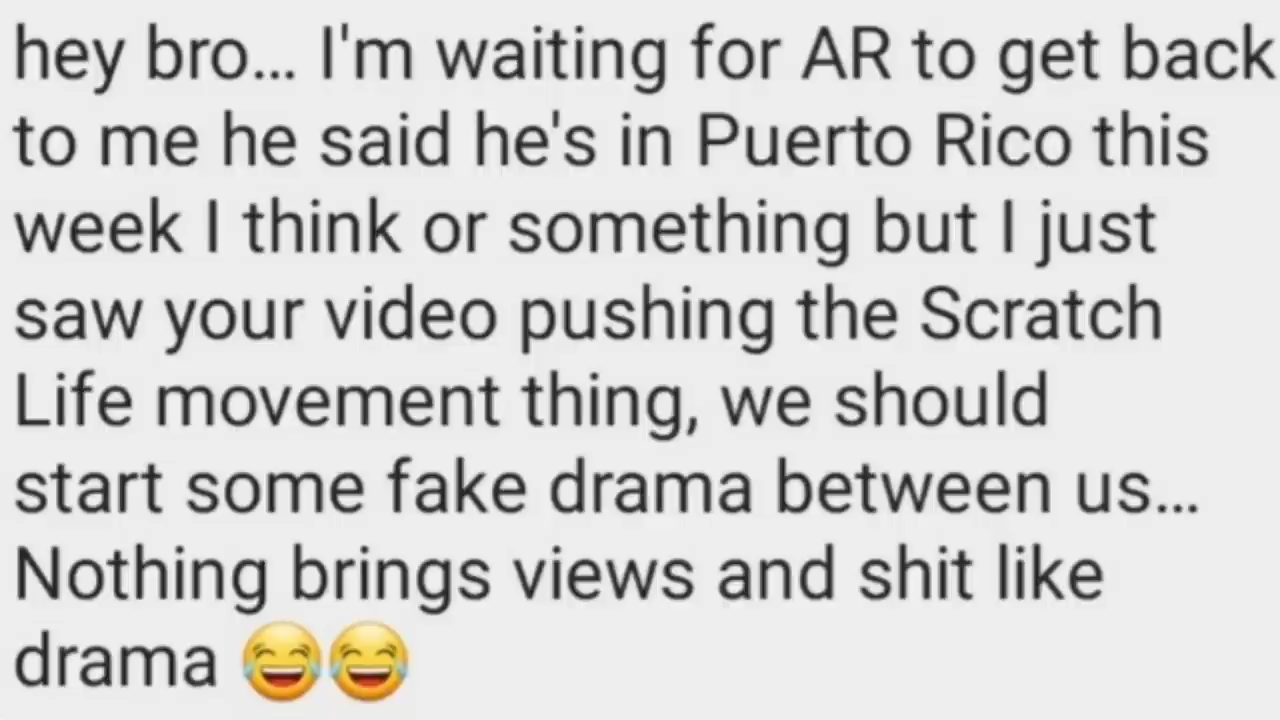 hey bro... I'm waiting for AR to get back
to me he said he's in Puerto Rico this
week I think or something but I just
saw your video pushing the Scratch
Life movement thing, we should
start some fake drama between us...
Nothing brings views and shit like
drama 😂😂